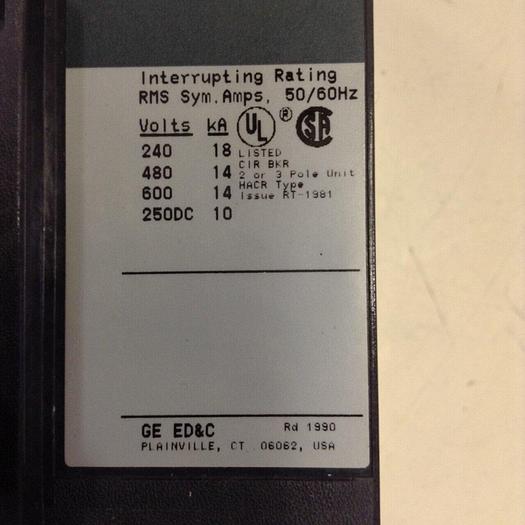 Interrupting Rating
RMS Sym.Amps, 50/60Hz
Volts kA UL ® SA
240 18 LISTED
CIR BKR
480 14 2 or 3 Pole Unit
HACR Type
600 14 Issue RT-1981
250DC 10
GE ED&C Rd 1990
PLAINVILLE, CT 06062, USA